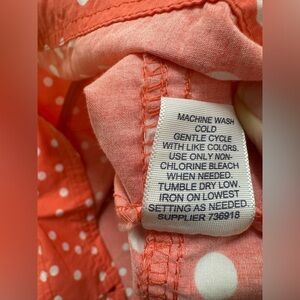 MACHINE WASH
COLD
GENTLE CYCLE
WITH LIKE COLORS.
USE ONLY NON-
CHLORINE BLEACH
WHEN NEEDED.
TUMBLE DRY LOW.
IRON ON LOWEST
SETTING AS NEEDED
SUPPLIER 736918